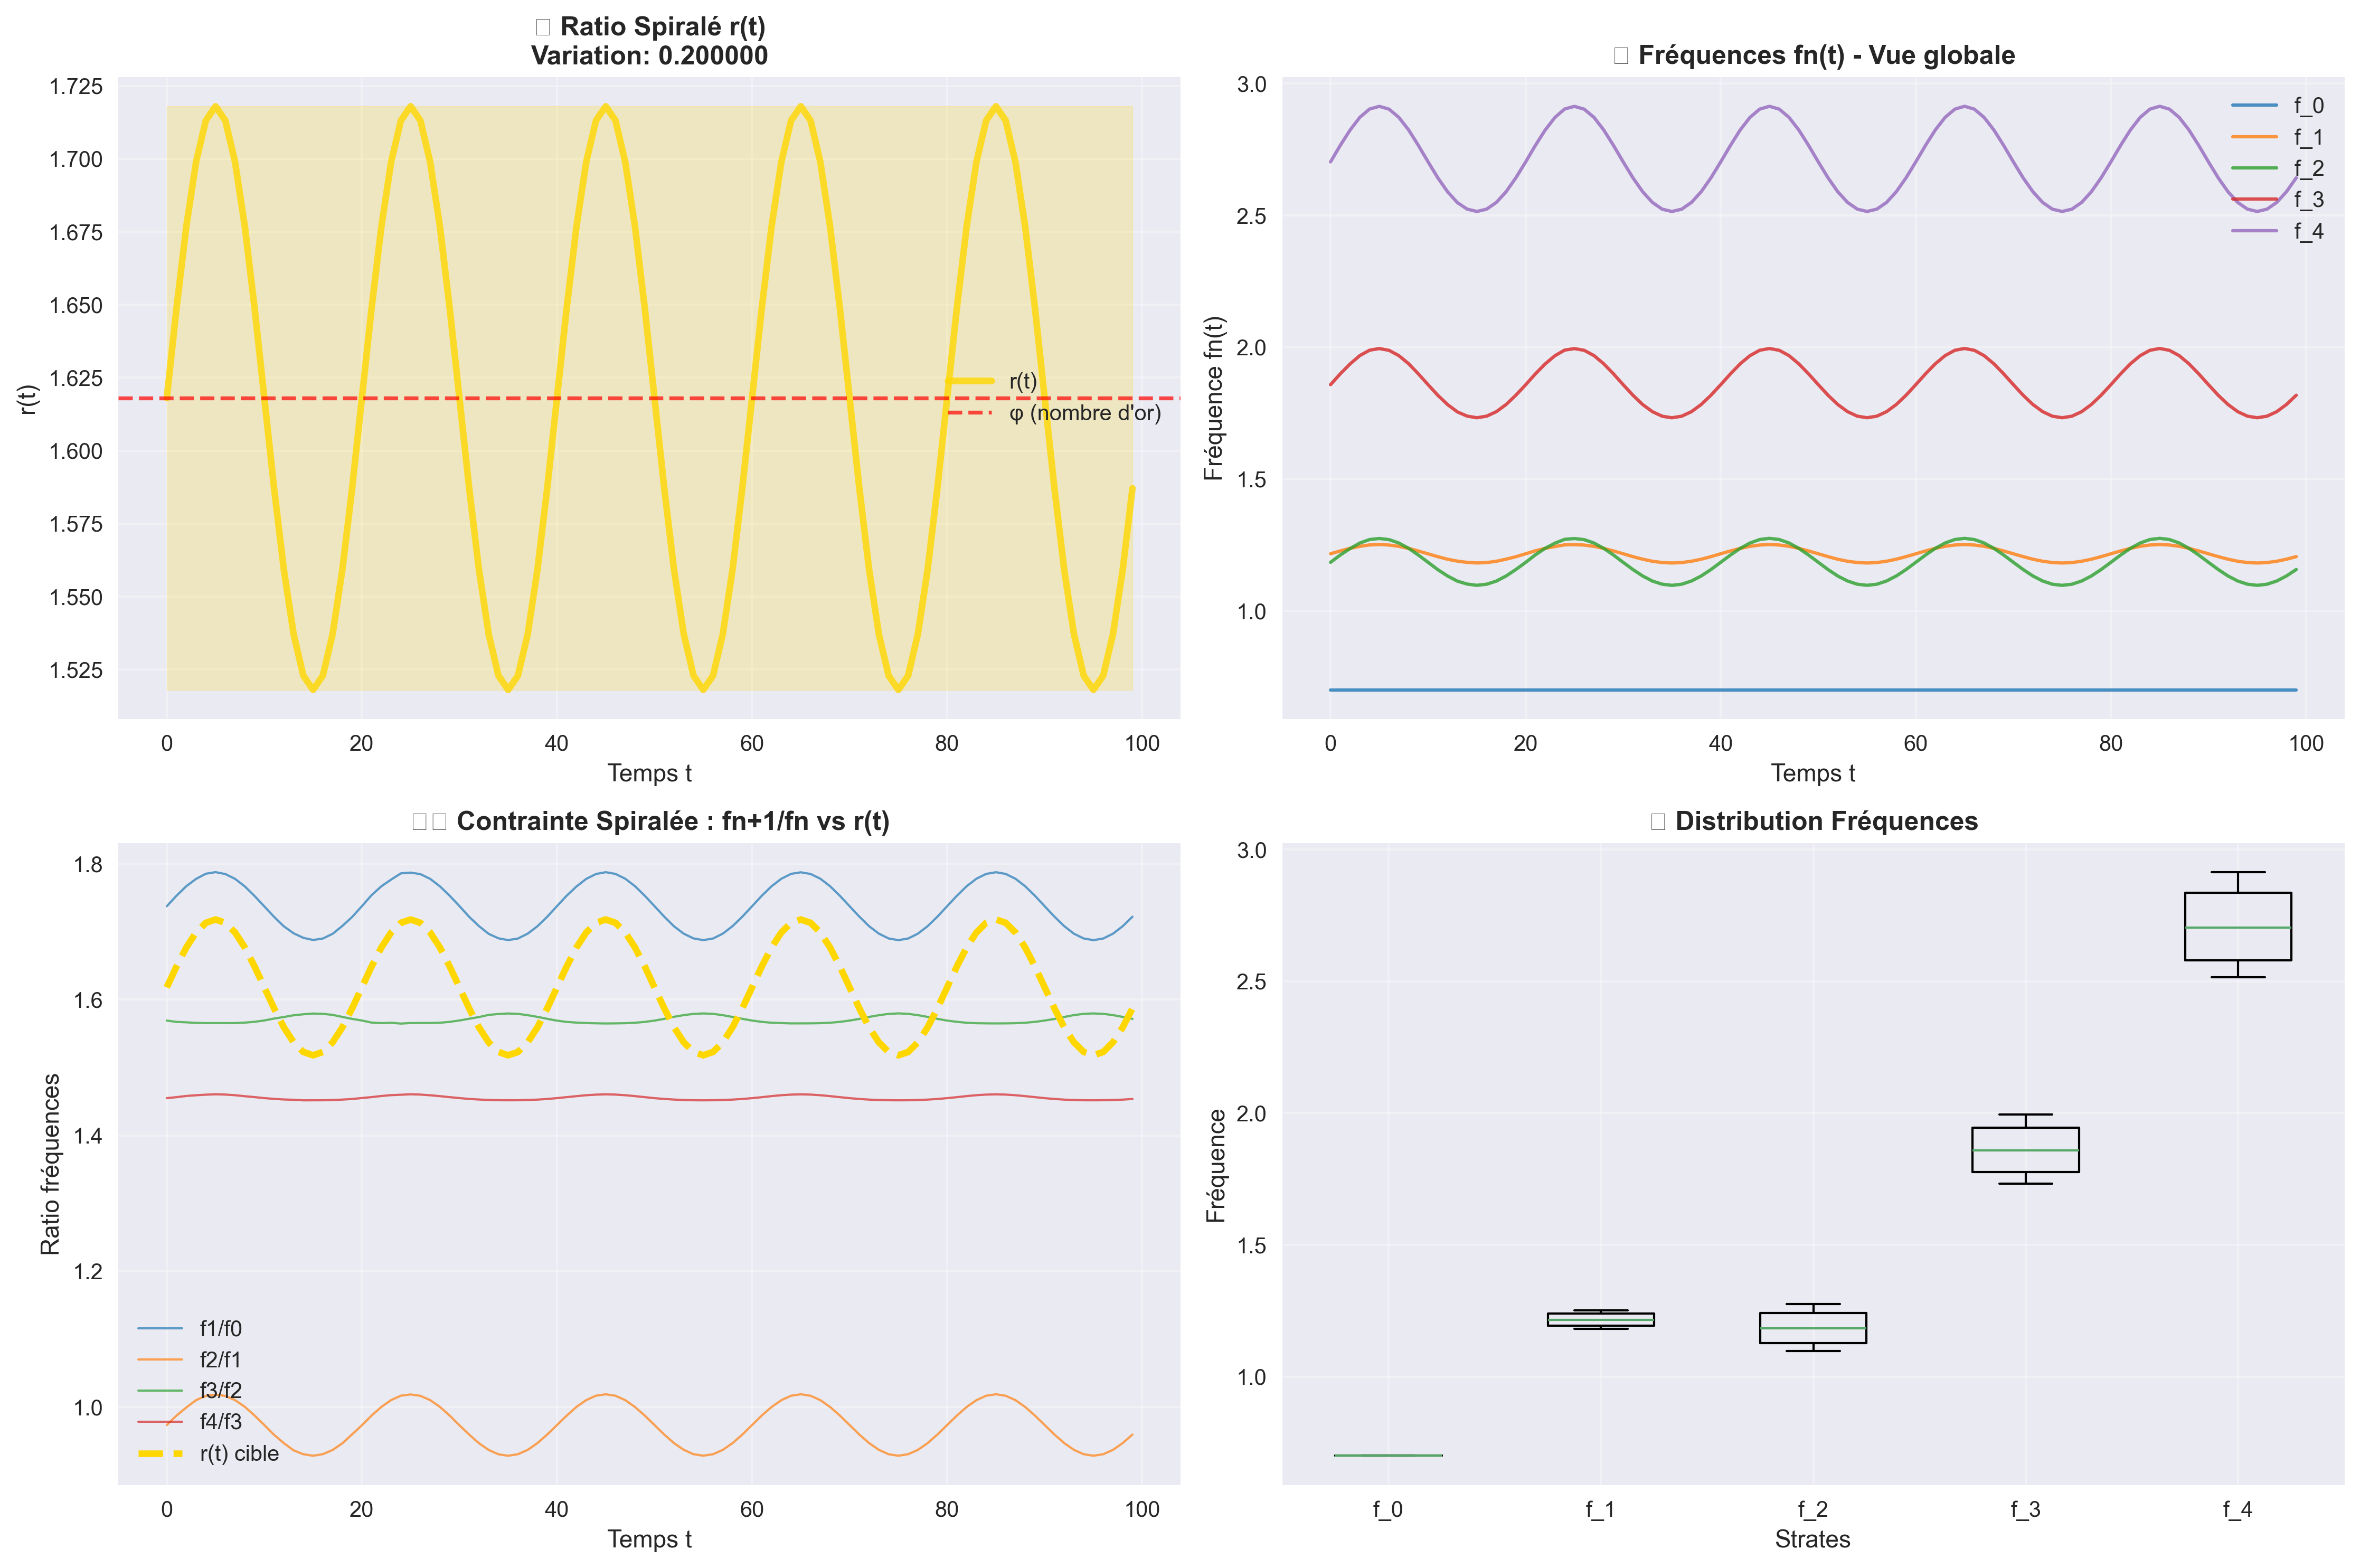 Ratio Spiralé r(t)
Variation: 0.200000
1.725
1.700
1.675
1.650
1.625
1.600
1.575
1.550
1.525
r(t)
r(t)
φ (nombre d'or)
0 20 40 60 80 100
Temps t
Fréquences fn(t) - Vue globale
3.0
2.5
2.0
1.5
1.0
Fréquence fn(t)
f_0
f_1
f_2
f_3
f_4
0 20 40 60 80 100
Temps t
Contrainte Spiralée : fn+1/fn vs r(t)
1.8
1.6
1.4
1.2
1.0
Ratio fréquences
f1/f0
f2/f1
f3/f2
f4/f3
r(t) cible
0 20 40 60 80 100
Temps t
Distribution Fréquences
3.0
2.5
2.0
1.5
1.0
Fréquence
f_0 f_1 f_2 f_3 f_4
Strates